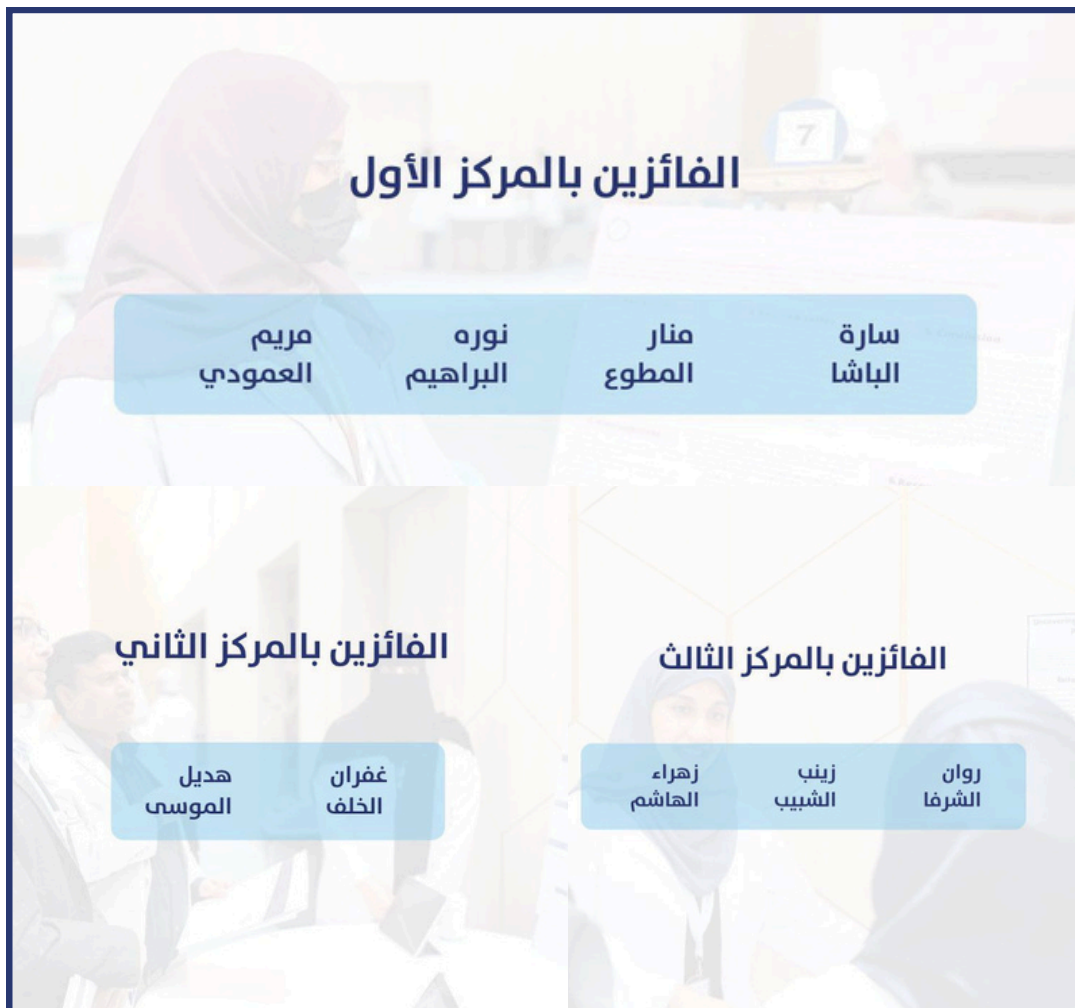 7
الفائزين بالمركز الأول
سارة الباشا
منار المطوع
نوره البراهيم
مريم العمودي
الفائزين بالمركز الثاني
غفران الخلف
هديل الموسى
الفائزين بالمركز الثالث
روان الشرفا
زينب الشبيب
زهراء الهاشم